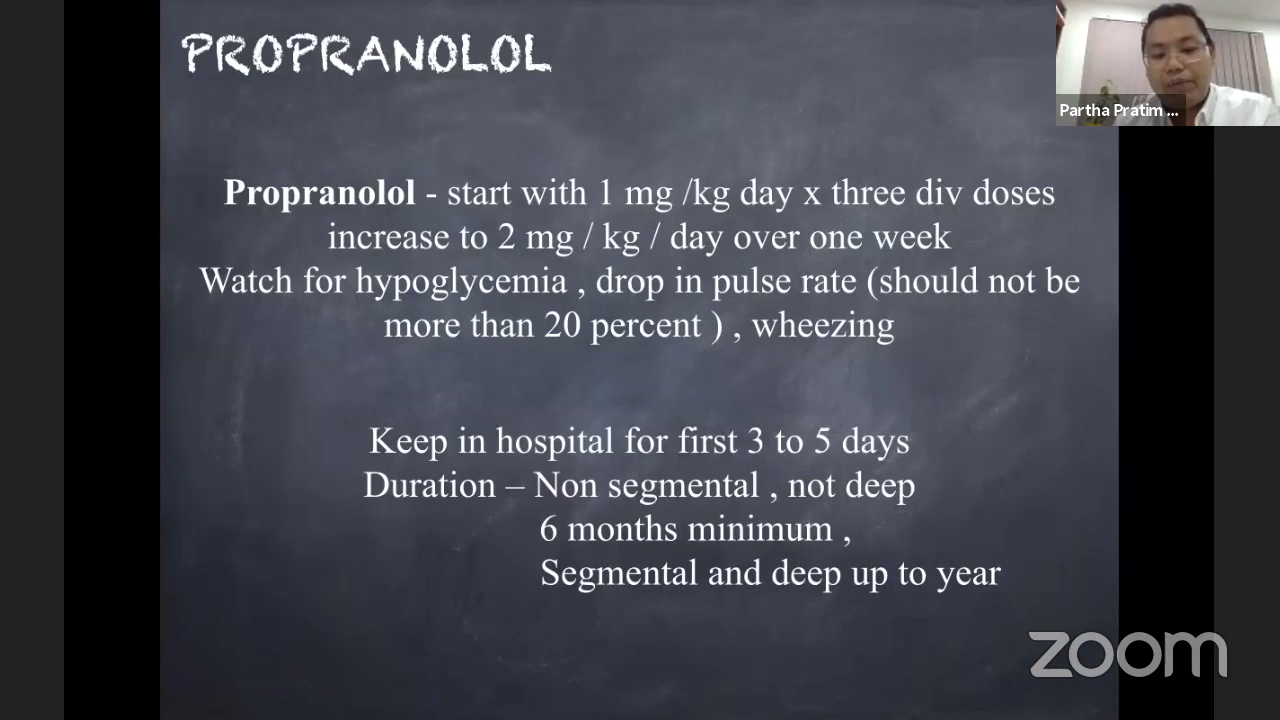 PROPRANOLOL
Partha Pratim ...
Propranolol - start with 1 mg /kg day x three div doses
increase to 2 mg / kg / day over one week
Watch for hypoglycemia , drop in pulse rate (should not be
more than 20 percent ) , wheezing
Keep in hospital for first 3 to 5 days
Duration – Non segmental , not deep
6 months minimum ,
Segmental and deep up to year
zoom